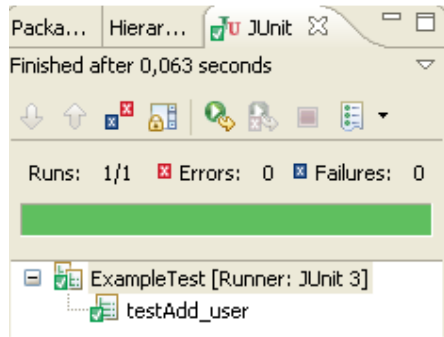 Packa... Hierar... JUnit
Finished after 0,063 seconds
Runs: 1/1 Errors: 0 Failures: 0
ExampleTest [Runner: JUnit 3]
testAdd_user